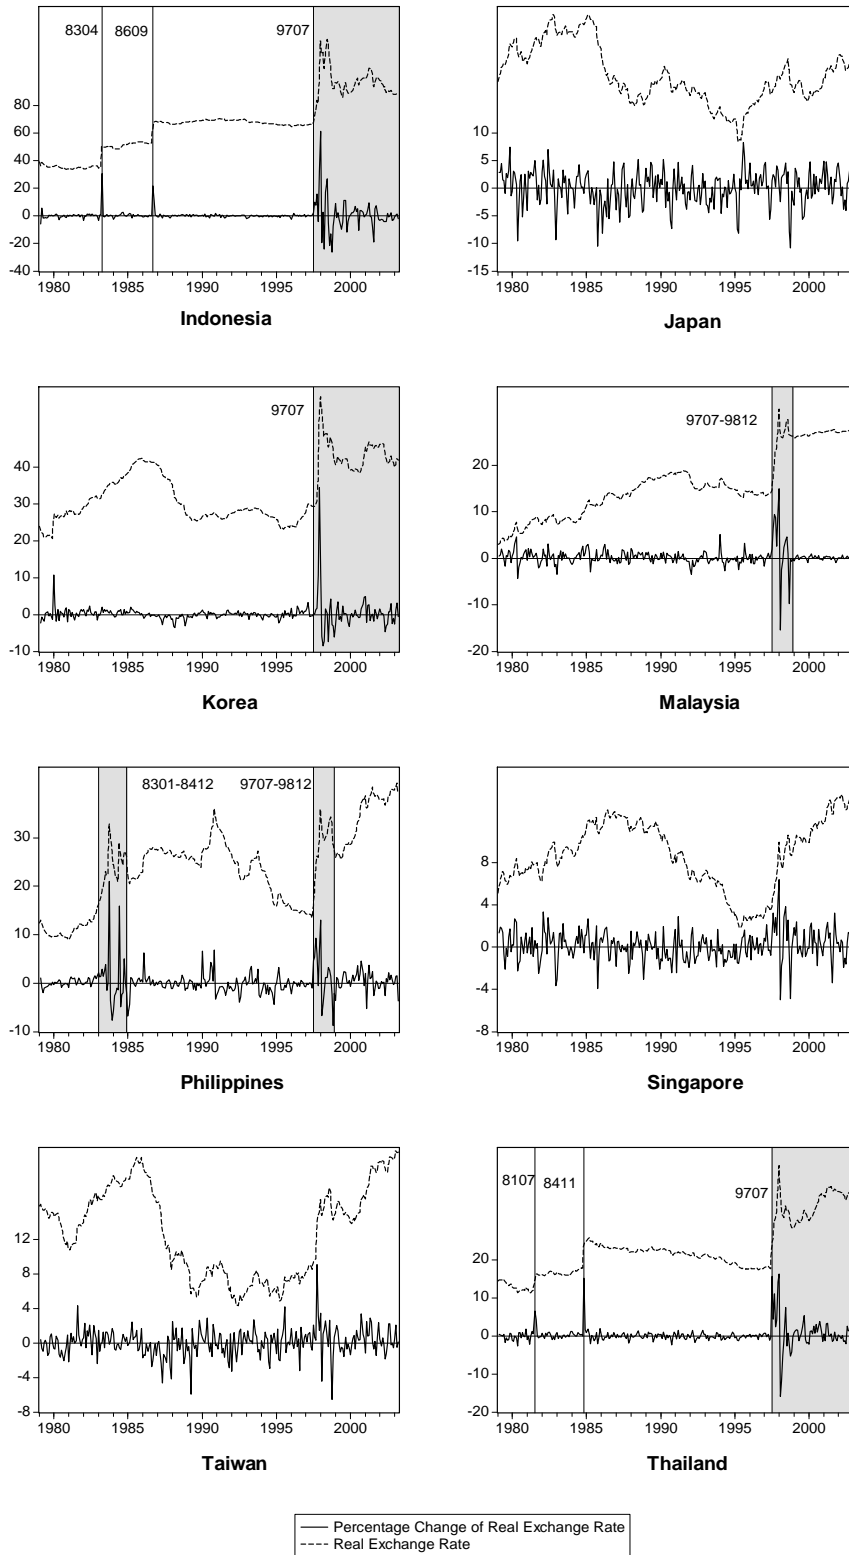 8304 8609 9707
80
60
40
20
0
-20
-40
1980 1985 1990 1995 2000
Indonesia
10
5
0
-5
-10
-15
1980 1985 1990 1995 2000
Japan
9707
40
30
20
10
0
-10
1980 1985 1990 1995 2000
Korea
9707-9812
20
10
0
-10
-20
1980 1985 1990 1995 2000
Malaysia
8301-8412 9707-9812
30
20
10
0
-10
1980 1985 1990 1995 2000
Philippines
8
4
0
-4
-8
1980 1985 1990 1995 2000
Singapore
12
8
4
0
-4
-8
1980 1985 1990 1995 2000
Taiwan
8107 8411 9707
20
10
0
-10
-20
1980 1985 1990 1995 2000
Thailand
Percentage Change of Real Exchange Rate
Real Exchange Rate